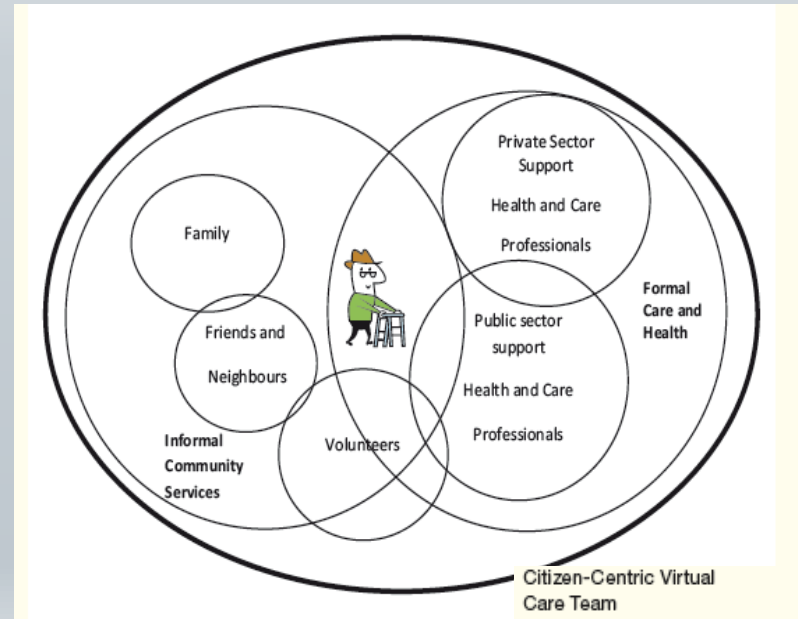 Private Sector
Support
Health and Care
Professionals
Family
Formal
Care and
Health
Friends and
Neighbours
Public sector
support
Health and Care
Professionals
Volunteers
Informal
Community
Services
Citizen-Centric Virtual
Care Team